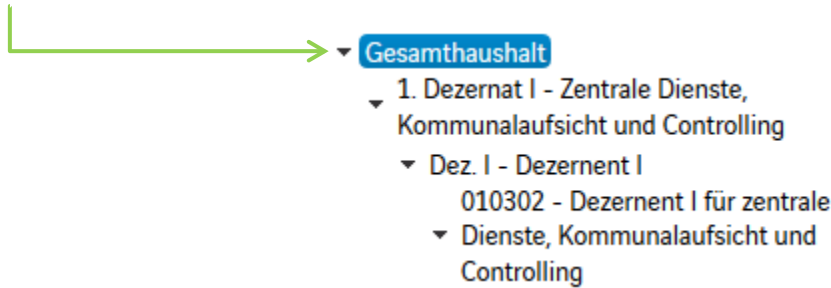 Gesamthaushalt
1. Dezernat I - Zentrale Dienste,
Kommunalaufsicht und Controlling
Dez. I - Dezernent I
010302 - Dezernent I für zentrale
Dienste, Kommunalaufsicht und
Controlling